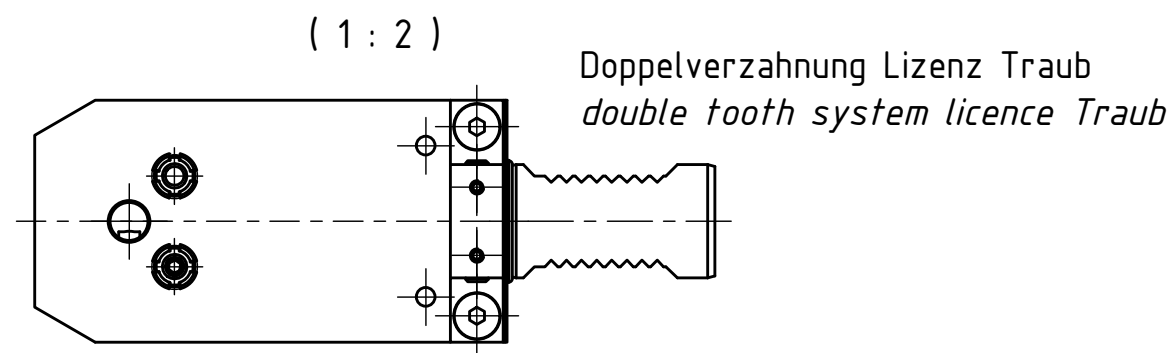 ( 1 : 2 )
Doppelverzahnung Lizenz Traub
double tooth system licence Traub